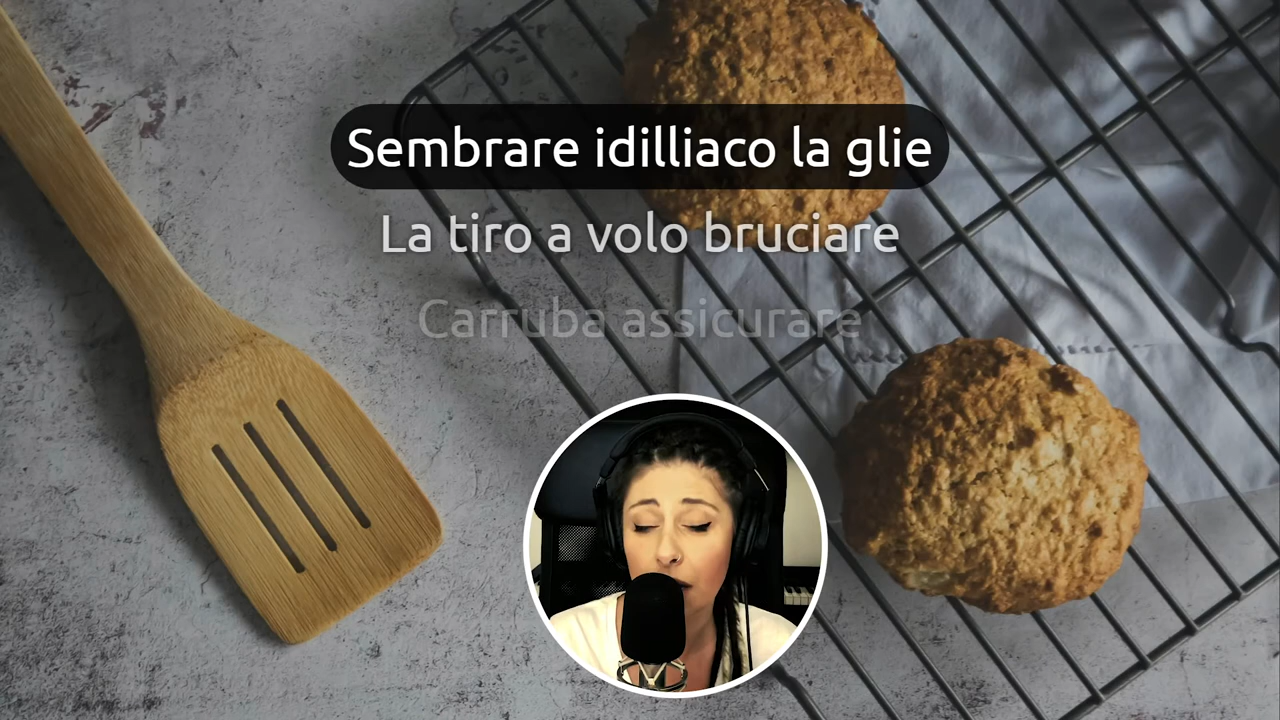 Sembrare idilliaco la glie
La tiro a volo bruciare
Carruba assicurare